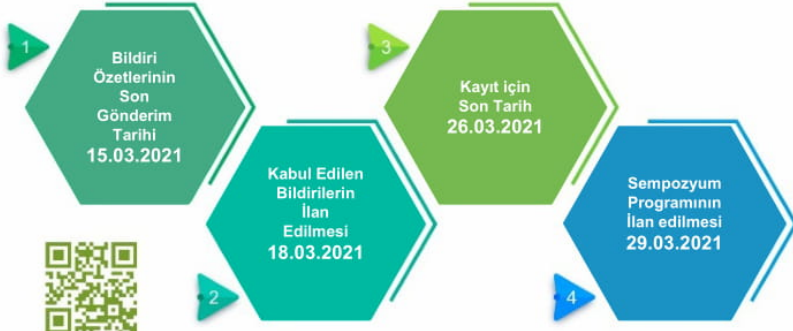 1
Bildiri
Özetlerinin
Son
Gönderim
Tarihi
15.03.2021
2
Kabul Edilen
Bildirilerin
İlan
Edilmesi
18.03.2021
3
Kayıt için
Son Tarih
26.03.2021
4
Sempozyum
Programının
İlan edilmesi
29.03.2021